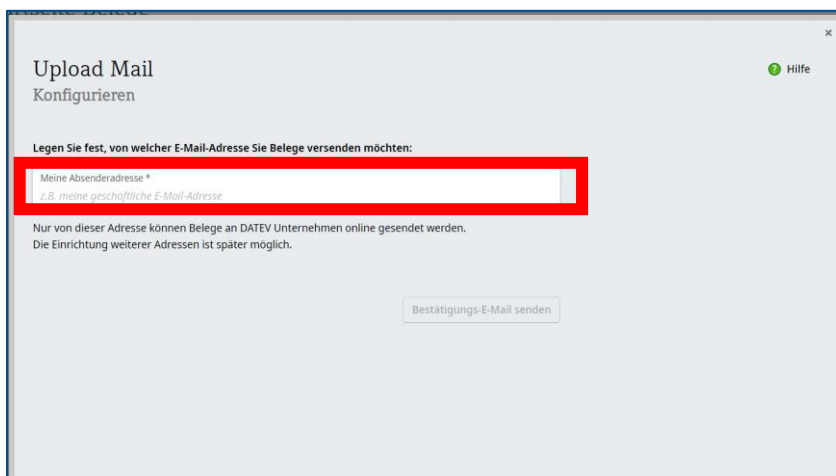 Upload Mail
Hilfe
Konfigurieren
Legen Sie fest, von welcher E-Mail-Adresse Sie Belege versenden möchten:
Meine Absenderadresse *
z.B. meine geschäftliche E-Mail-Adresse
Nur von dieser Adresse können Belege an DATEV Unternehmen online gesendet werden.
Die Einrichtung weiterer Adressen ist später möglich.
Bestätigungs-E-Mail senden